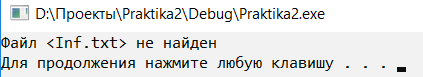 D:\Проекты\Praktika2\Debug\Praktika2.exe
Файл <Inf.txt> не найден
Для продолжения нажмите любую клавишу . . .